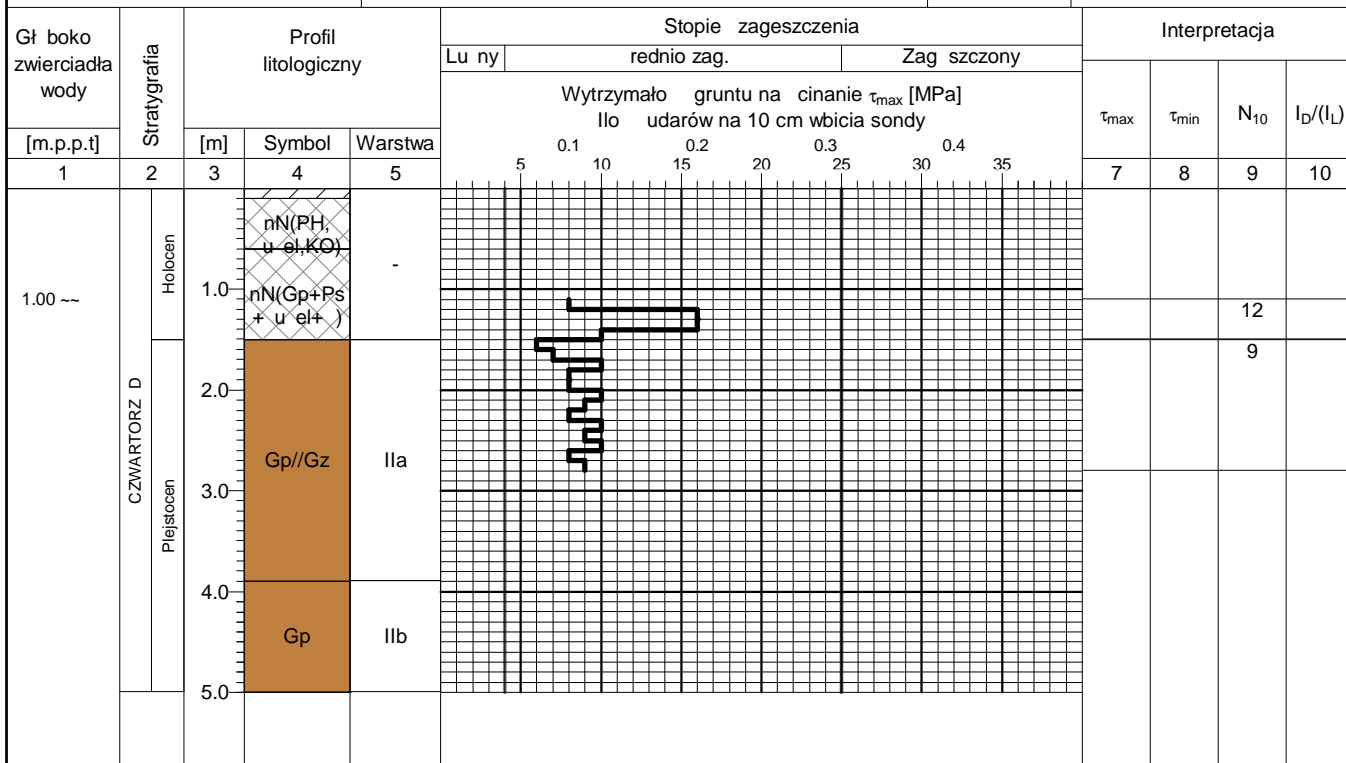 Gł boko
zwierciadła
wody
[m.p.p.t]
Stratygrafia
Profil
litologiczny
[m] Symbol Warstwa
Stopie zageszczenia
Lu ny rednio zag. Zag szczony
Wytrzymało gruntu na cinanie τmax [MPa]
Ilo udarów na 10 cm wbicia sondy
0.1 0.2 0.3 0.4
5 10 15 20 25 30 35
Interpretacja
τmax τmin N10 ID/(IL)
1 2 3 4 5 7 8 9 10
1.00 ~~
CZWARTORZ D
Holocen
Plejstocen
1.0
2.0
3.0
4.0
5.0
nN(PH,
u el,KO)
nN(Gp+Ps
+ u el+ )
-
Gp//Gz IIa
Gp IIb
12
9